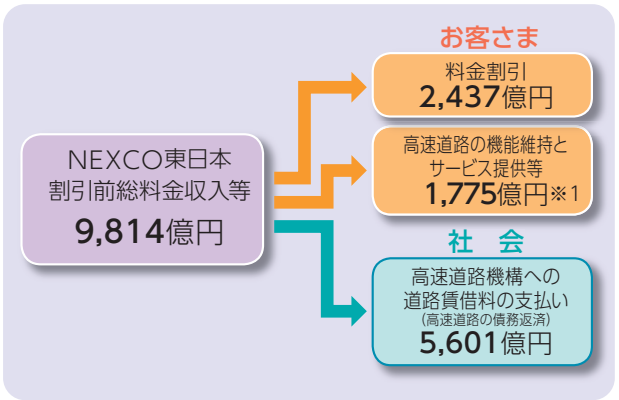 NEXCO東日本
割引前総料金収入等
9,814億円
お客さま
料金割引
2,437億円
高速道路の機能維持と
サービス提供等
1,775億円※1
社 会
高速道路機構への
道路賃借料の支払い
(高速道路の債務返済)
5,601億円